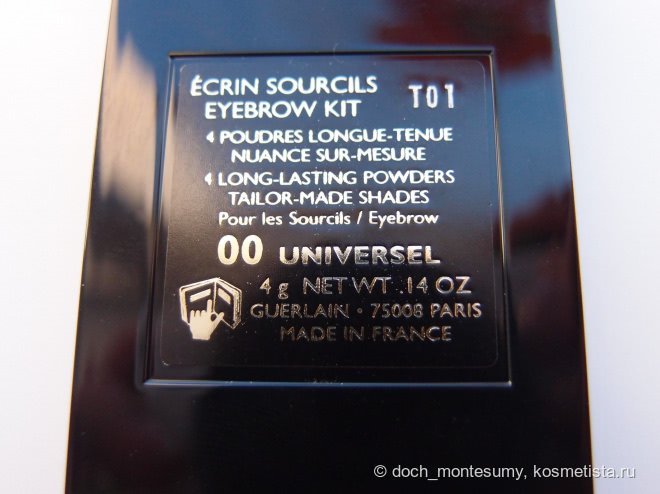 ÉCRIN SOURCILS
EYEBROW KIT T01
4 POUDRES LONGUE-TENUE
NUANCE SUR-MESURE
4 LONG-LASTING POWDERS
TAILOR-MADE SHADES
Pour les Sourcils / Eyebrow
00 UNIVERSEL
4 g NET WT .14 OZ
GUERLAIN · 75008 PARIS
MADE IN FRANCE
© doch_montesumy, kosmetista.ru